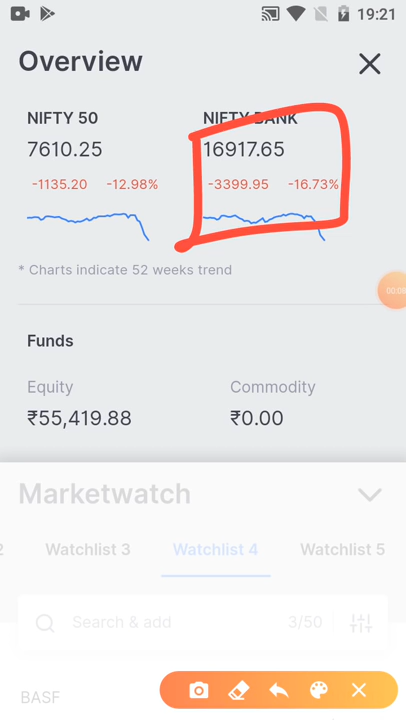 19:21
Overview
NIFTY 50
NIFTY BANK
7610.25
16917.65
-1135.20 -12.98%
-3399.95 -16.73%
* Charts indicate 52 weeks trend
Funds
Equity
Commodity
₹55,419.88
₹0.00
Marketwatch
2
Watchlist 3
Watchlist 4
Watchlist 5
Search & add
3/50
BASF